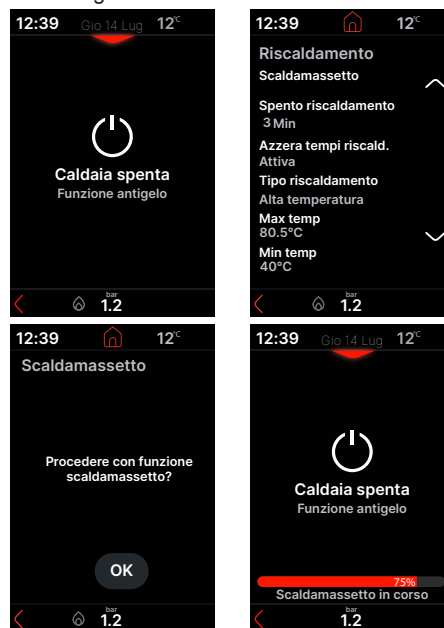 12:39 Gio 14 Lug 12°C
Caldaia spenta
Funzione antigelo
bar
1.2
12:39 12°C
Riscaldamento
Scaldamassetto
Spento riscaldamento
3 Min
Azzera tempi riscald.
Attiva
Tipo riscaldamento
Alta temperatura
Max temp
80.5°C
Min temp
40°C
bar
1.2
12:39 12°C
Scaldamassetto
Procedere con funzione
scaldamassetto?
OK
bar
1.2
12:39 Gio 14 Lug 12°C
Caldaia spenta
Funzione antigelo
75%
Scaldamassetto in corso
bar
1.2